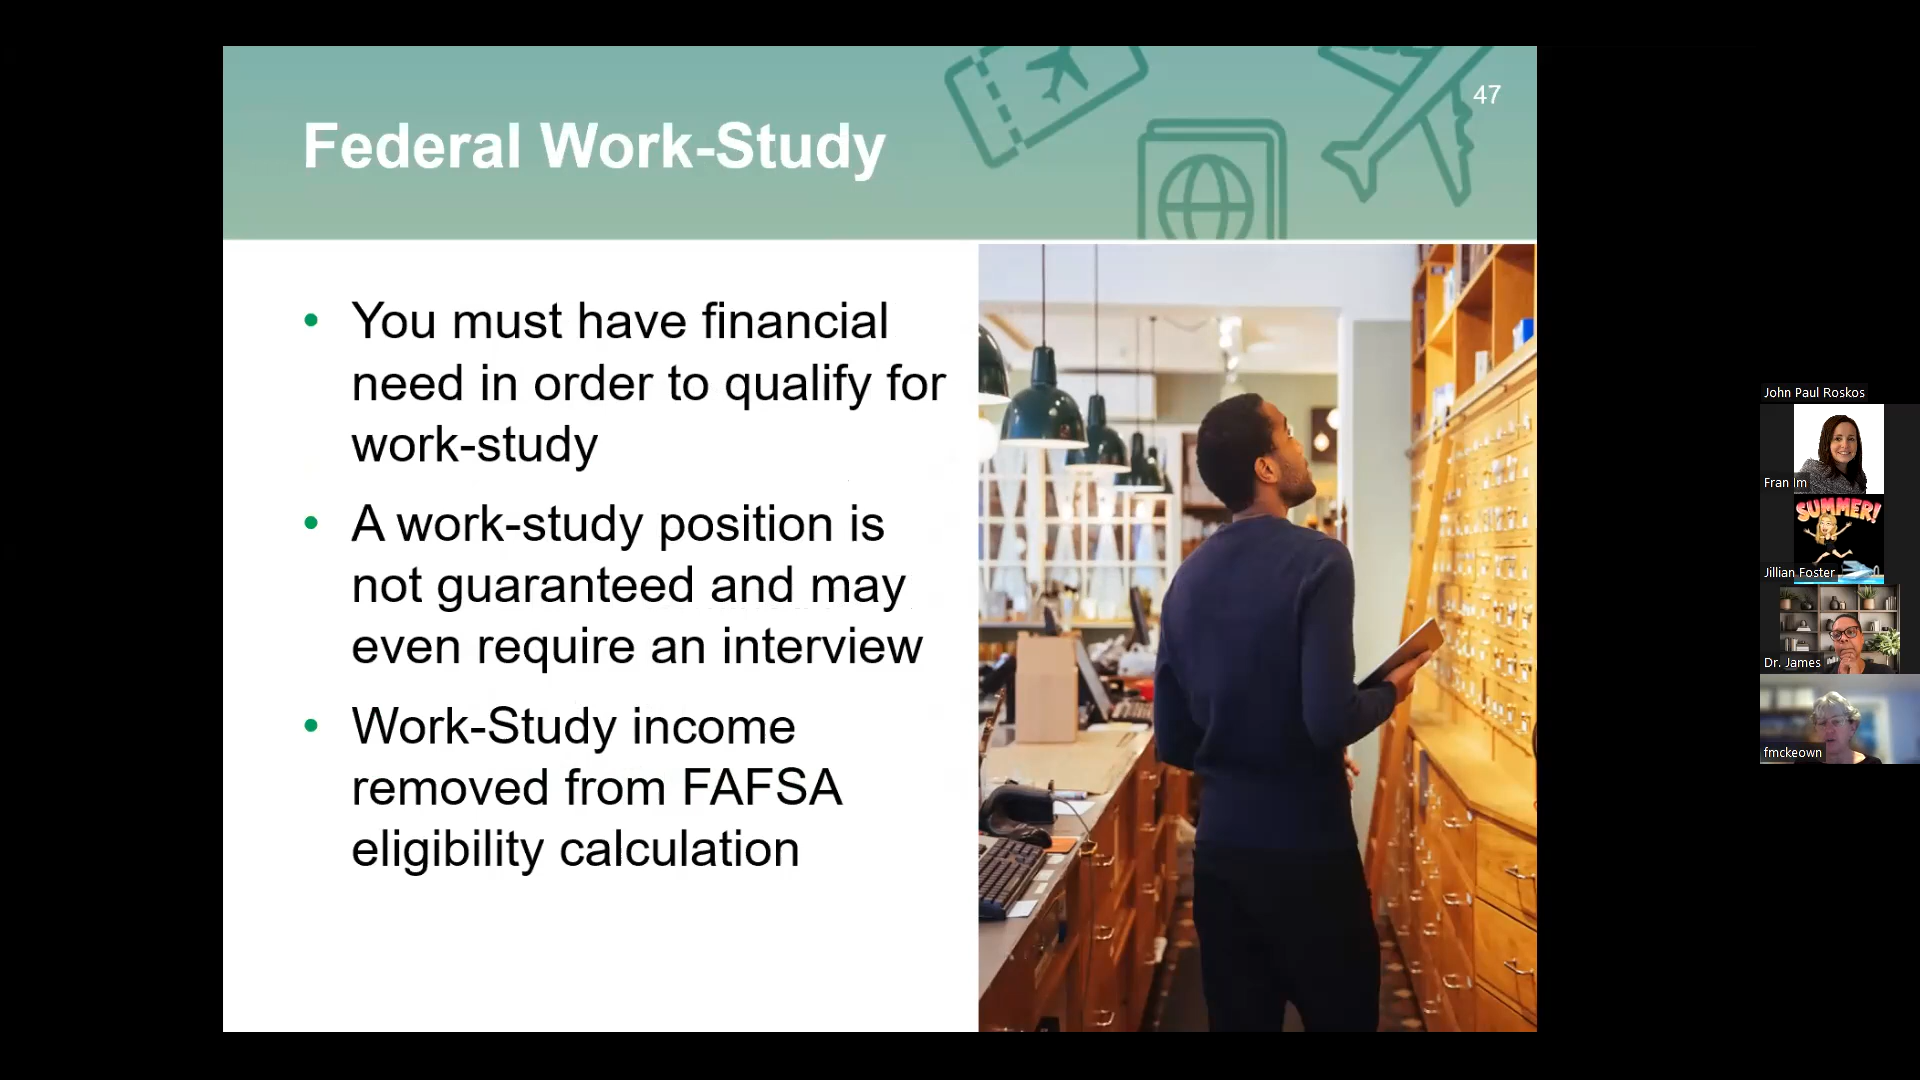 47
Federal Work-Study
• You must have financial
need in order to qualify for
work-study
• A work-study position is
not guaranteed and may
even require an interview
• Work-Study income
removed from FAFSA
eligibility calculation
John Paul Roskos
Fran Im
SUMMER!
Jillian Foster
Dr. James
fmckeown